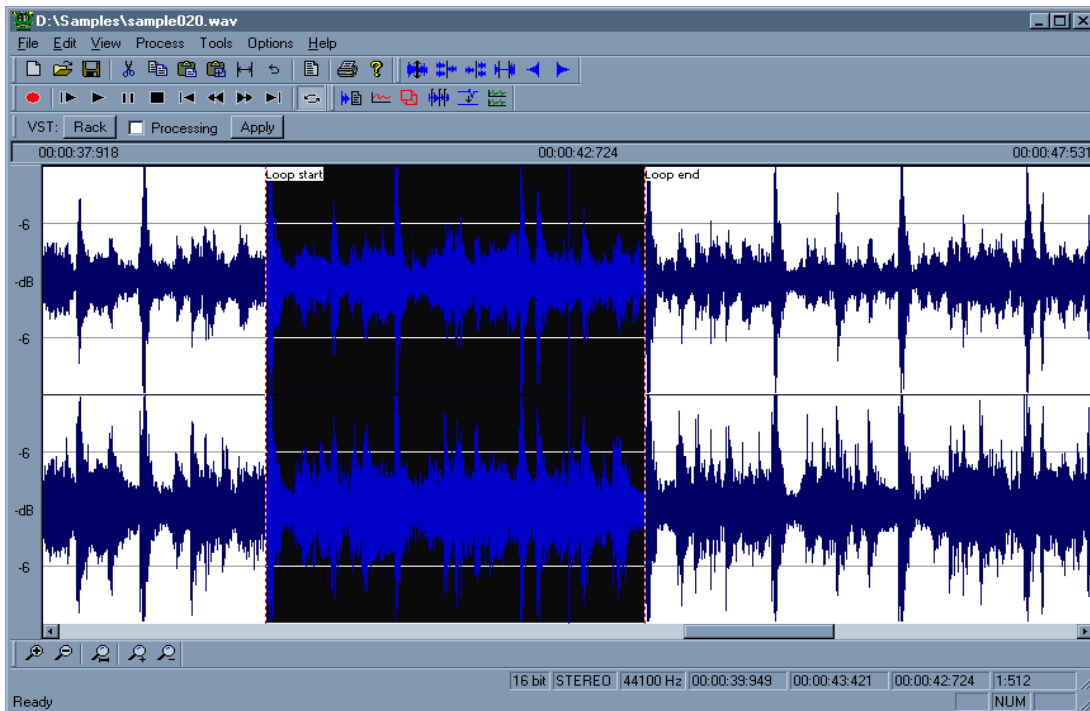 D:\Samples\sample020.wav
File Edit View Process Tools Options Help
VST: Rack Processing Apply
00:00:37:918 00:00:42:724 00:00:47:531
Loop start Loop end
-6
-dB
-6
-6
-dB
-6
16 bit STEREO 44100 Hz 00:00:39:949 00:00:43:421 00:00:42:724 1:512
Ready NUM